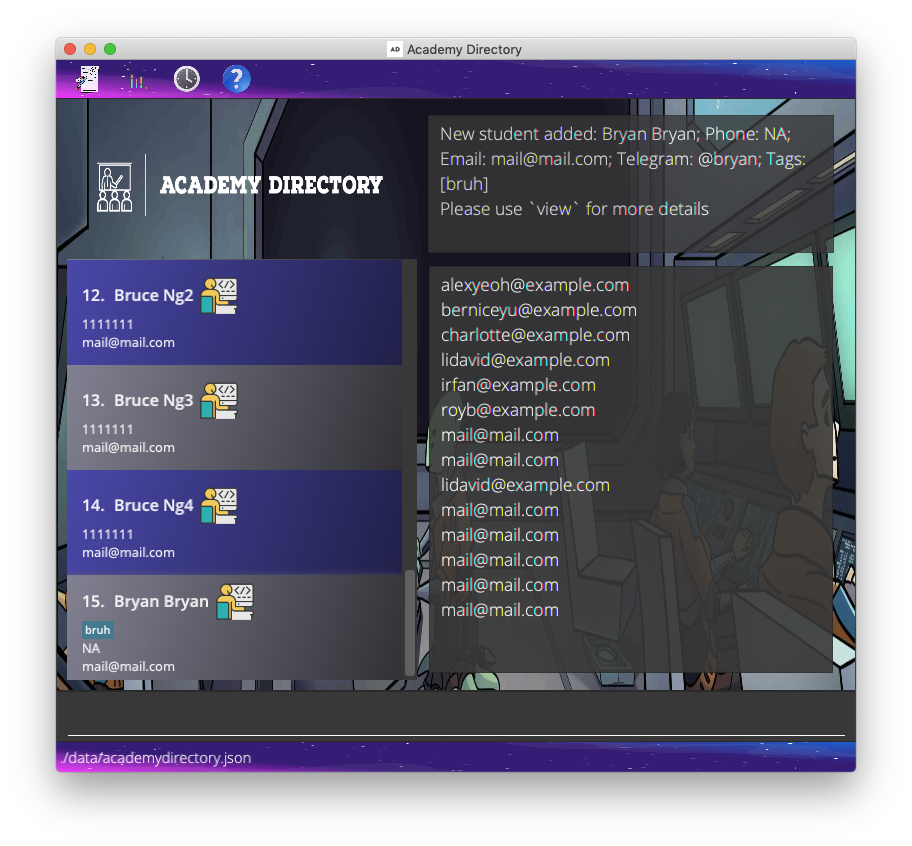 AD Academy Directory
?
ACADEMY DIRECTORY
New student added: Bryan Bryan; Phone: NA;
Email: mail@mail.com; Telegram: @bryan; Tags:
[bruh]
Please use `view` for more details
12. Bruce Ng2
1111111
mail@mail.com
13. Bruce Ng3
1111111
mail@mail.com
14. Bruce Ng4
1111111
mail@mail.com
15. Bryan Bryan
bruh
NA
mail@mail.com
alexyeoh@example.com
berniceyu@example.com
charlotte@example.com
lidavid@example.com
irfan@example.com
royb@example.com
mail@mail.com
mail@mail.com
lidavid@example.com
mail@mail.com
mail@mail.com
mail@mail.com
mail@mail.com
mail@mail.com
./data/academydirectory.json